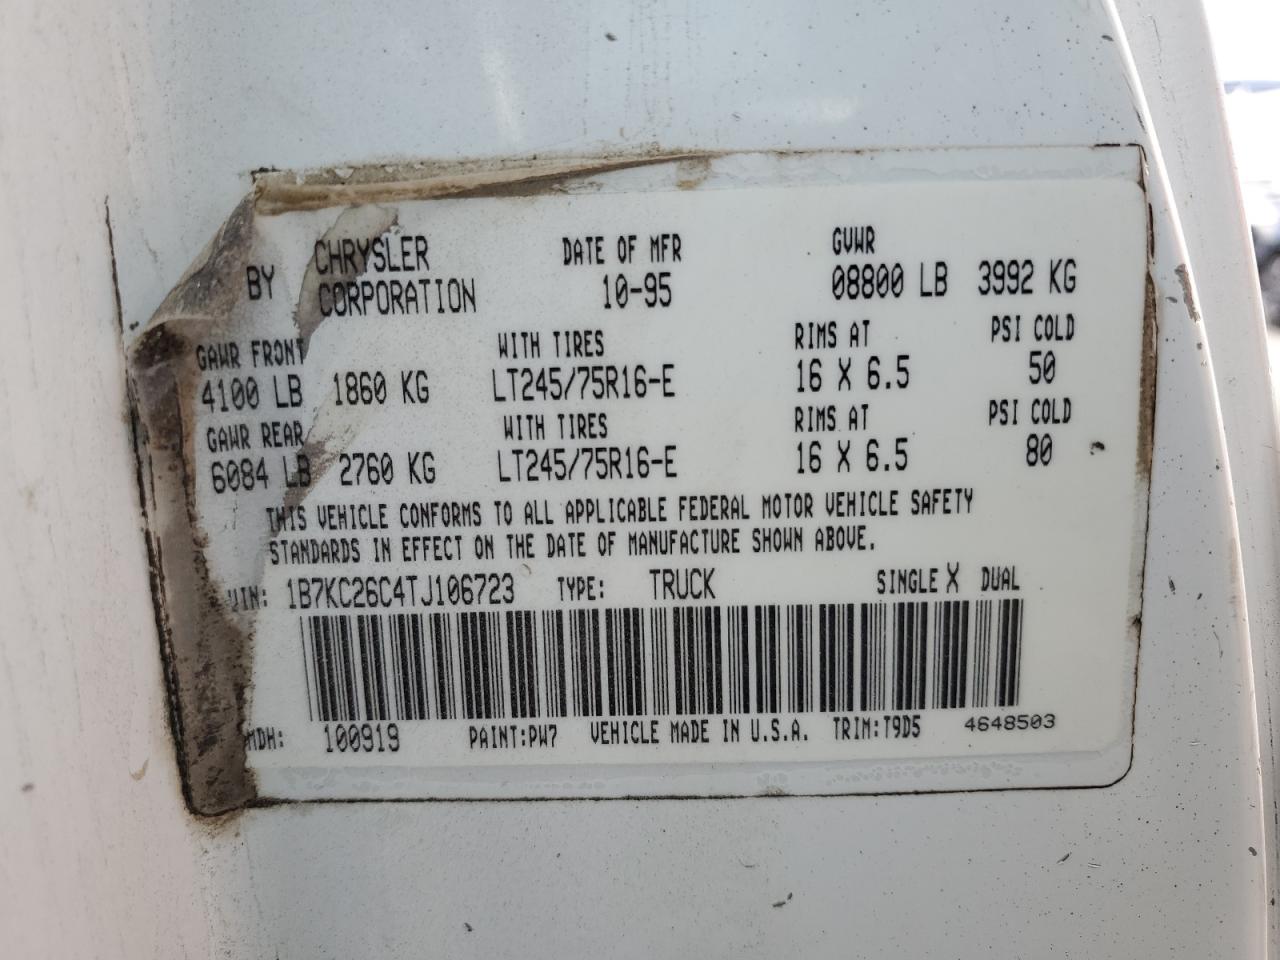 BY CHRYSLER CORPORATION DATE OF MFR 10-95 GVWR 08800 LB 3992 KG
GAWR FRONT WITH TIRES RIMS AT PSI COLD
4100 LB 1860 KG LT245/75R16-E 16 X 6.5 50
GAWR REAR WITH TIRES RIMS AT PSI COLD
6084 LB 2760 KG LT245/75R16-E 16 X 6.5 80
THIS VEHICLE CONFORMS TO ALL APPLICABLE FEDERAL MOTOR VEHICLE SAFETY
STANDARDS IN EFFECT ON THE DATE OF MANUFACTURE SHOWN ABOVE.
VIN: 1B7KC26C4TJ106723 TYPE: TRUCK SINGLE X DUAL
MDH: 100919 PAINT:PW7 VEHICLE MADE IN U.S.A. TRIM:T9D5 4648503